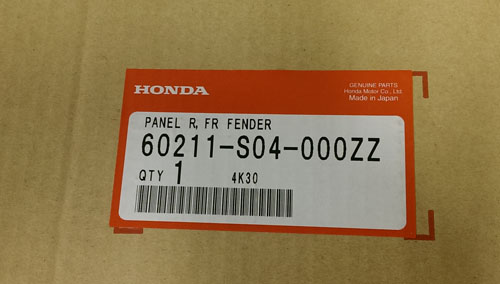 HONDA
GENUINE PARTS
Honda Motor Co., Ltd.
Made in Japan
PANEL R, FR FENDER
60211-S04-000ZZ
QTY 1 4K30